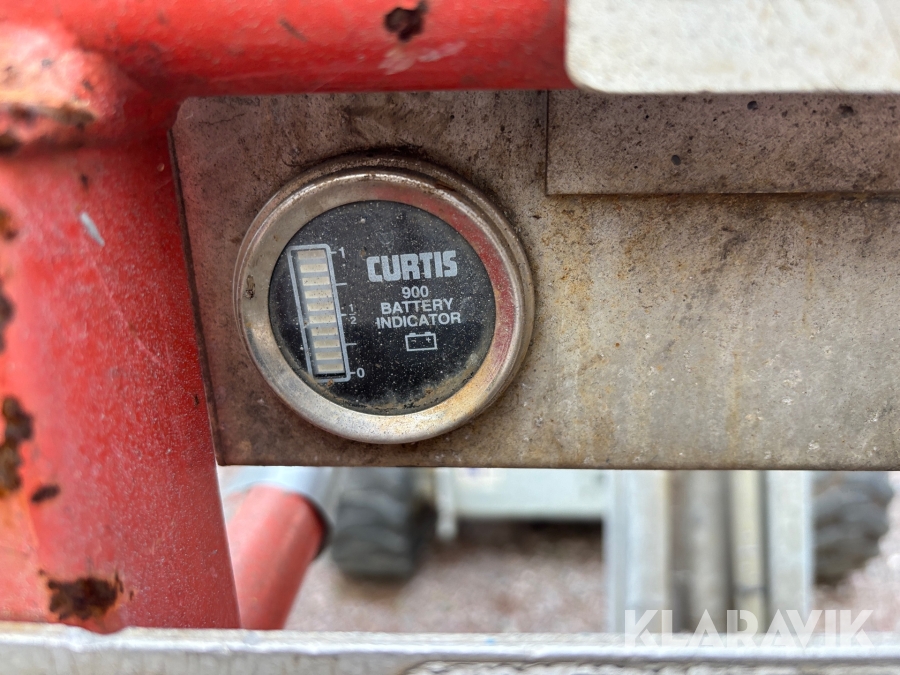 1
CURTIS
900
1
2
BATTERY
INDICATOR
- +
0
KLARAVIK